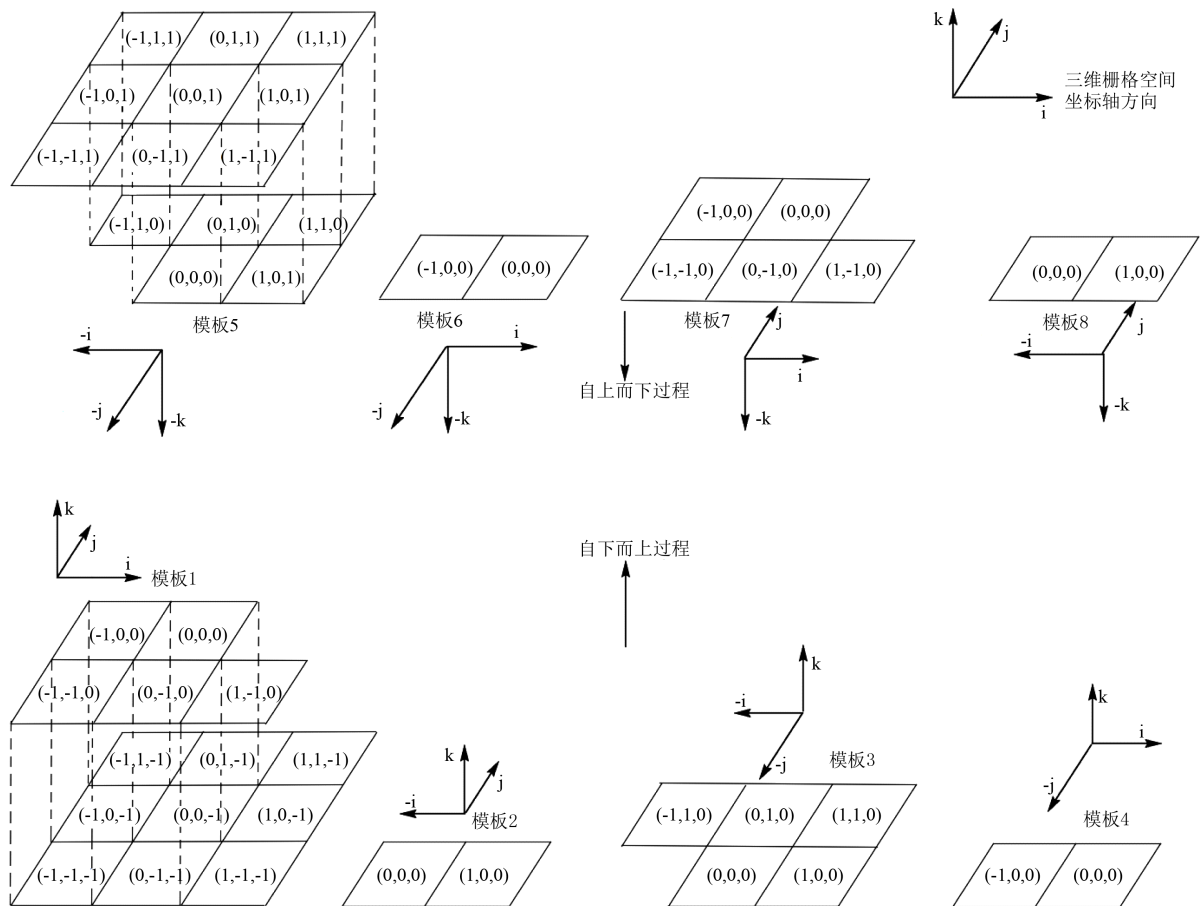 k
j
i
三维栅格空间
坐标轴方向
(-1,1,1) (0,1,1) (1,1,1)
(-1,0,1) (0,0,1) (1,0,1)
(-1,-1,1) (0,-1,1) (1,-1,1)
(-1,1,0) (0,1,0) (1,1,0)
(0,0,0) (1,0,1)
模板5
-i
-j
-k
(-1,0,0) (0,0,0)
模板6
i
-j
-k
(-1,0,0) (0,0,0)
(-1,-1,0) (0,-1,0) (1,-1,0)
模板7
j
i
-k
自上而下过程
(0,0,0) (1,0,0)
模板8
j
-i
-k
k
j
i
模板1
(-1,0,0) (0,0,0)
(-1,-1,0) (0,-1,0) (1,-1,0)
(-1,1,-1) (0,1,-1) (1,1,-1)
(-1,0,-1) (0,0,-1) (1,0,-1)
(-1,-1,-1) (0,-1,-1) (1,-1,-1)
k
j
-i
模板2
(0,0,0) (1,0,0)
自下而上过程
k
-i
-j
模板3
(-1,1,0) (0,1,0) (1,1,0)
(0,0,0) (1,0,0)
k
i
-j
模板4
(-1,0,0) (0,0,0)